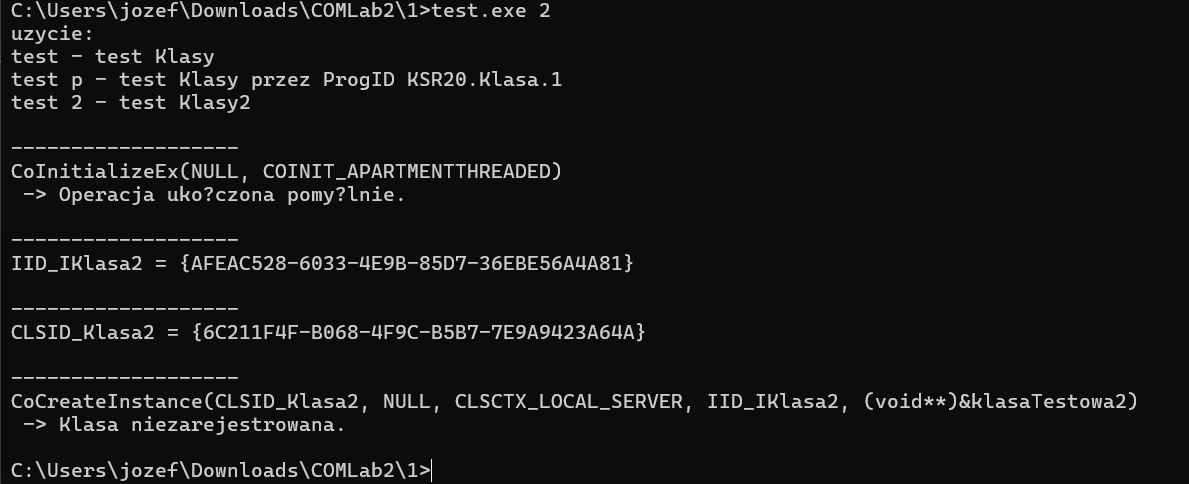 C:\Users\jozef\Downloads\COMLab2\1>test.exe 2
uzycie:
test - test Klasy
test p - test Klasy przez ProgID KSR20.Klasa.1
test 2 - test Klasy2
-------------------
CoInitializeEx(NULL, COINIT_APARTMENTTHREADED)
-> Operacja uko?czona pomy?lnie.
-------------------
IID_IKlasa2 = {AFEAC528-6033-4E9B-85D7-36EBE56A4A81}
-------------------
CLSID_Klasa2 = {6C211F4F-B068-4F9C-B5B7-7E9A9423A64A}
-------------------
CoCreateInstance(CLSID_Klasa2, NULL, CLSCTX_LOCAL_SERVER, IID_IKlasa2, (void**)&klasaTestowa2)
-> Klasa niezarejestrowana.
C:\Users\jozef\Downloads\COMLab2\1>